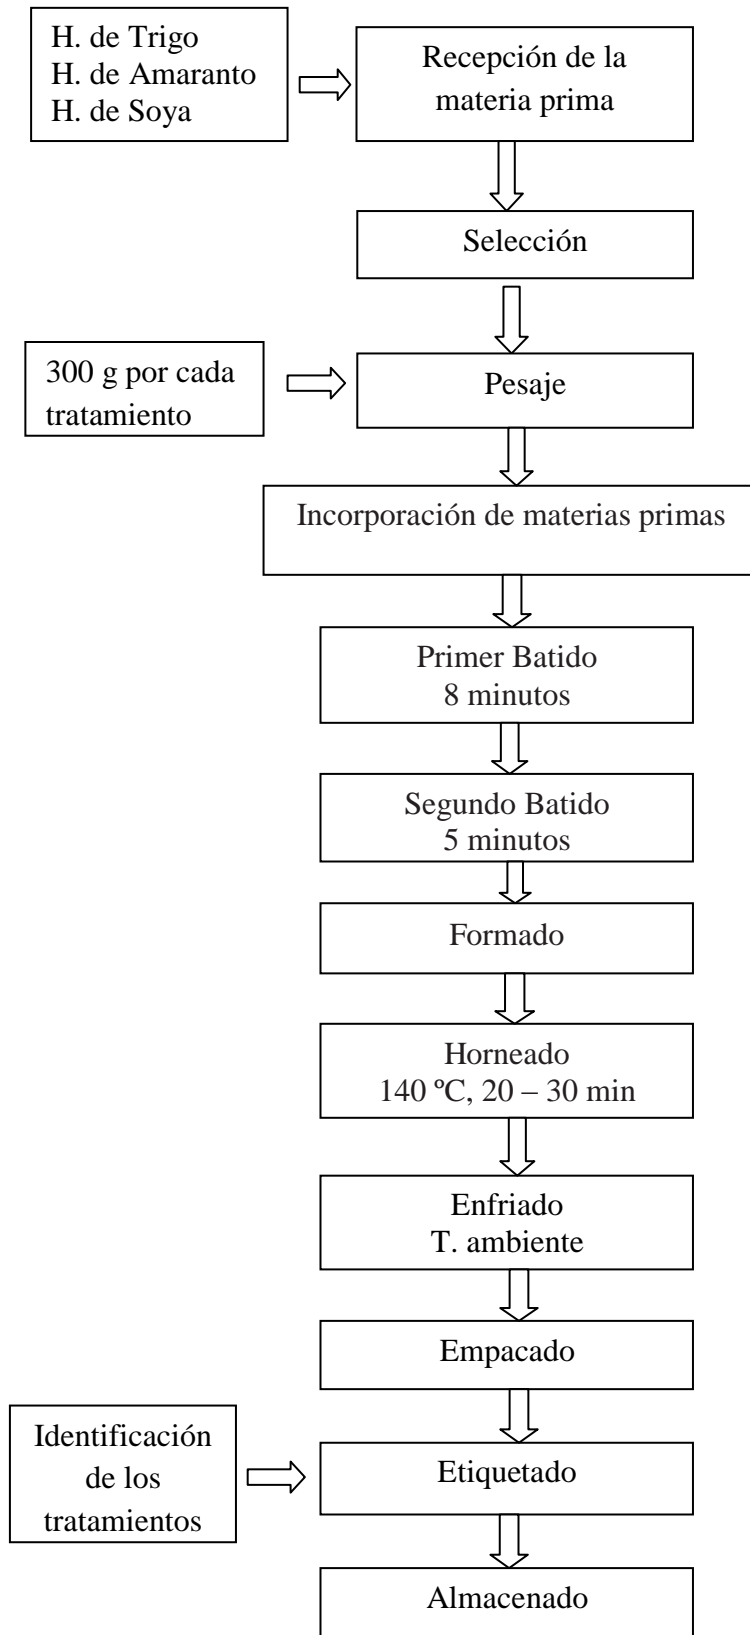 H. de Trigo
H. de Amaranto
H. de Soya
Recepción de la
materia prima
Selección
300 g por cada
tratamiento
Pesaje
Incorporación de materias primas
Primer Batido
8 minutos
Segundo Batido
5 minutos
Formado
Horneado
140 ºC, 20 – 30 min
Enfriado
T. ambiente
Empacado
Identificación
de los
tratamientos
Etiquetado
Almacenado